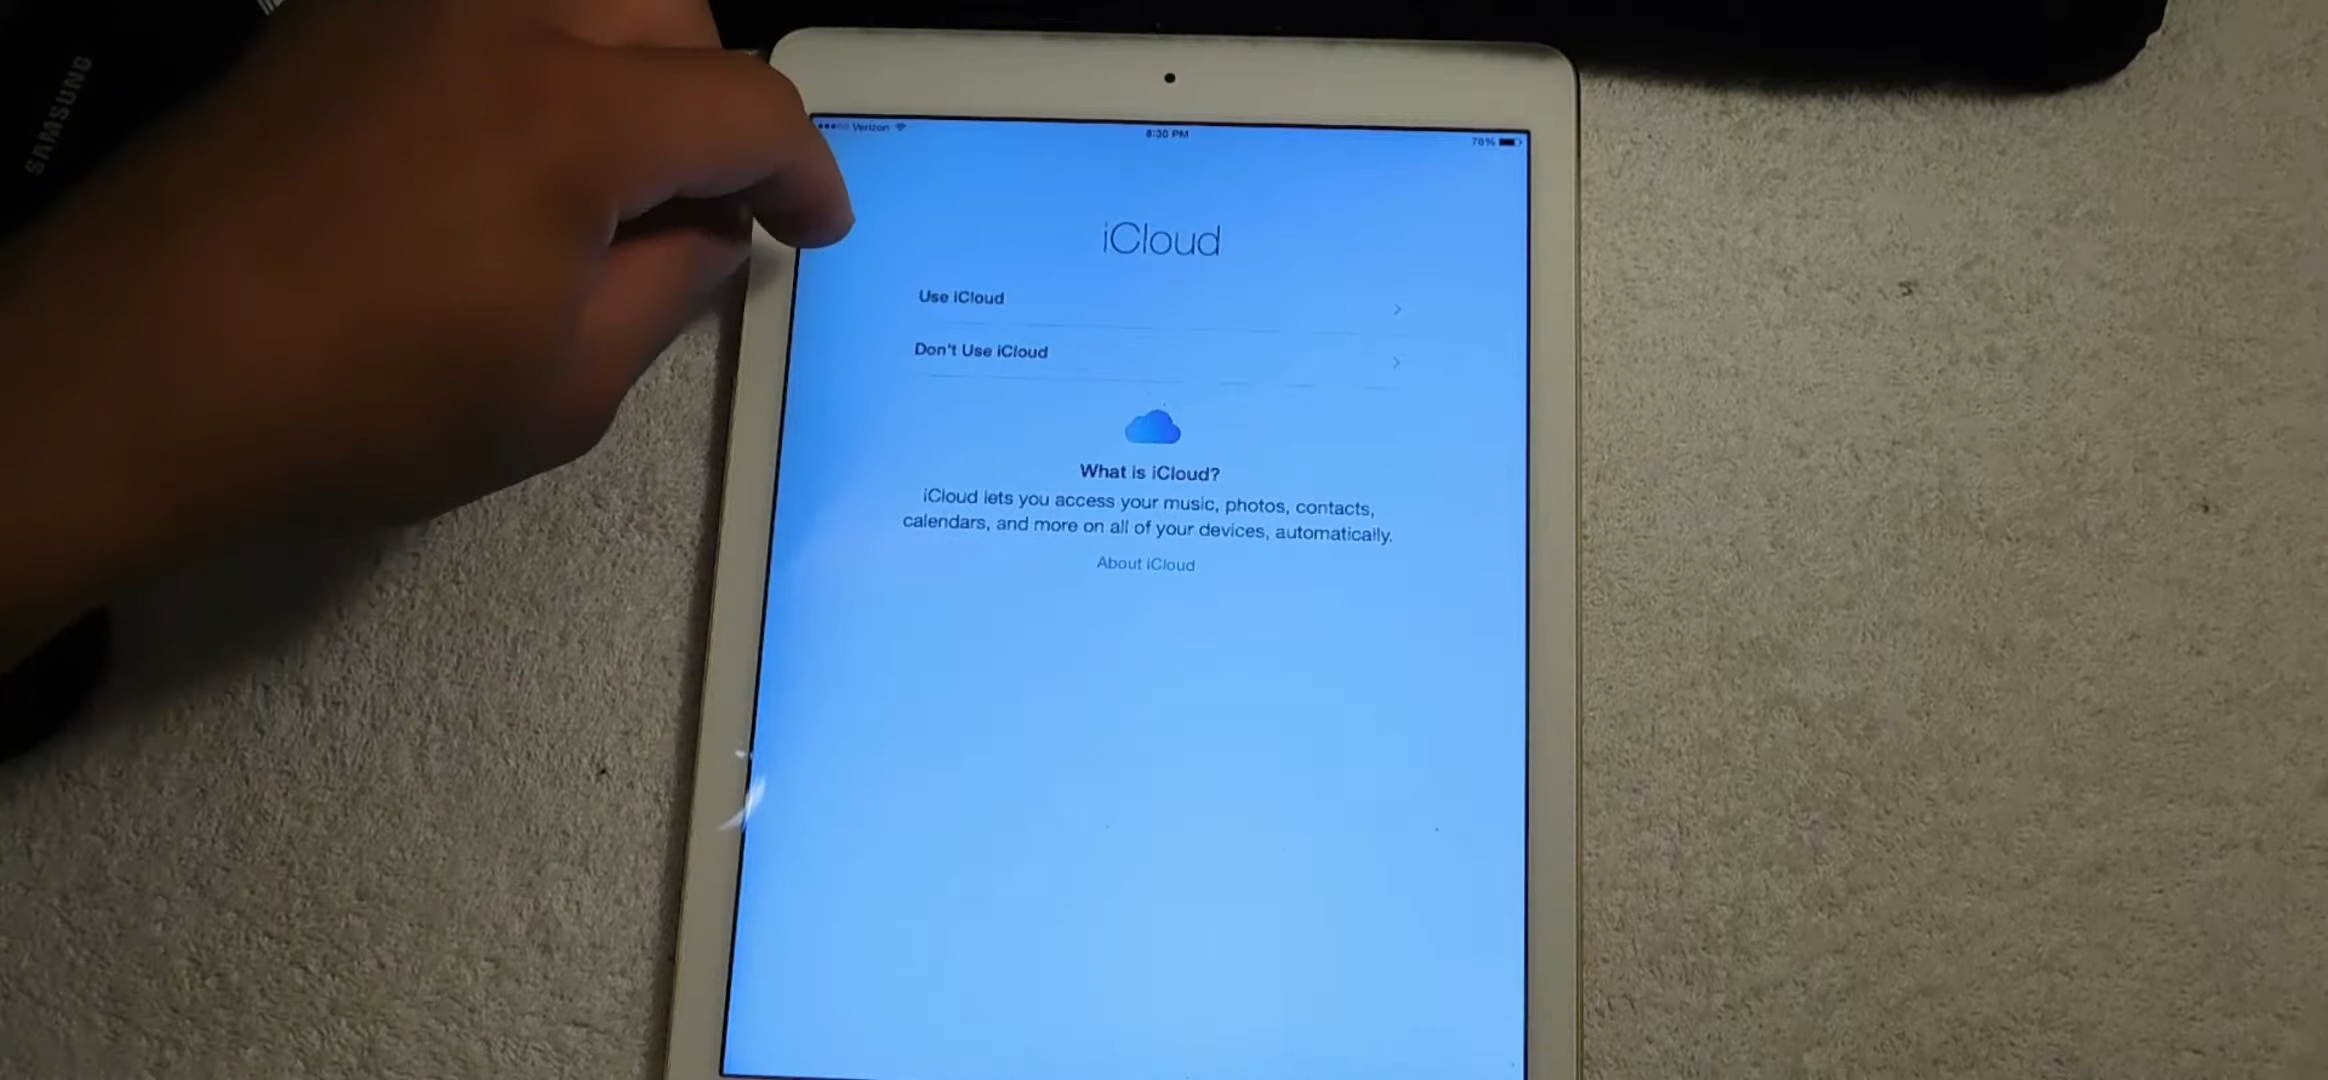 SAMSUNG
Verizon
8:30 PM
78%
iCloud
Use iCloud
Don't Use iCloud
What is iCloud?
iCloud lets you access your music, photos, contacts,
calendars, and more on all of your devices, automatically.
About iCloud